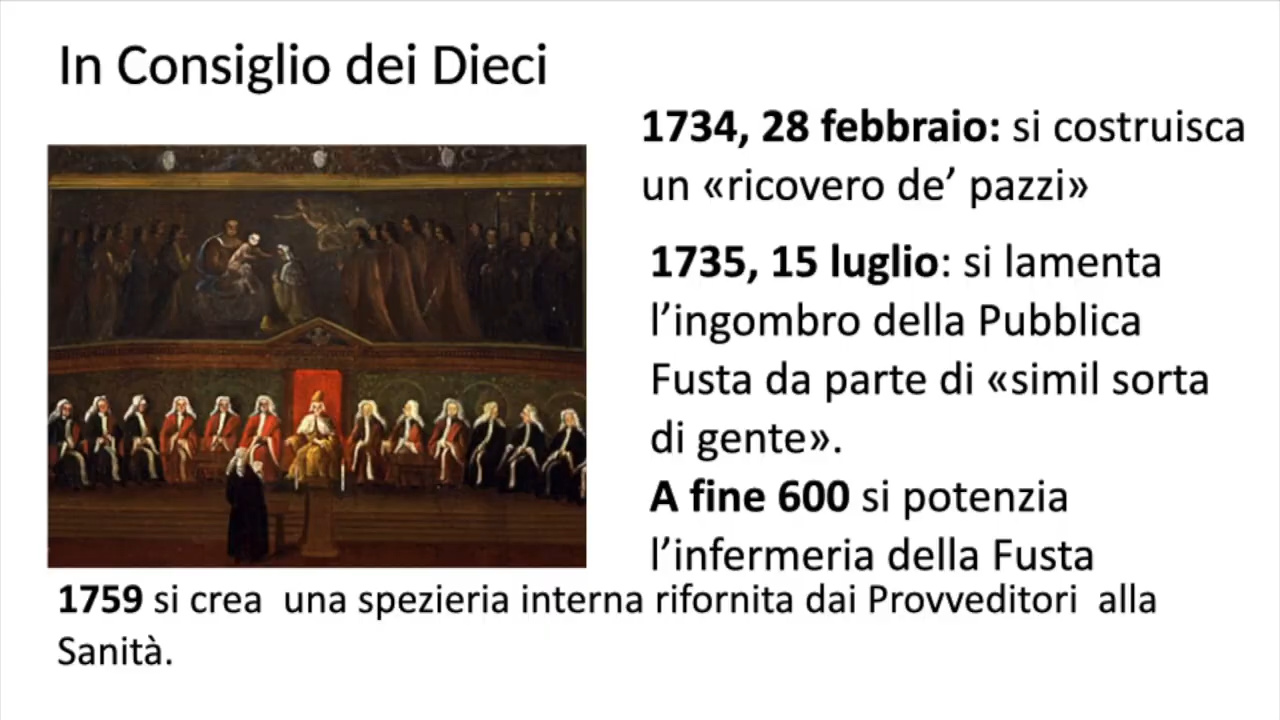 In Consiglio dei Dieci
1734, 28 febbraio: si costruisca
un «ricovero de’ pazzi»
1735, 15 luglio: si lamenta
l’ingombro della Pubblica
Fusta da parte di «simil sorta
di gente».
A fine 600 si potenzia
l’infermeria della Fusta
1759 si crea  una spezieria interna rifornita dai Provveditori  alla
Sanità.